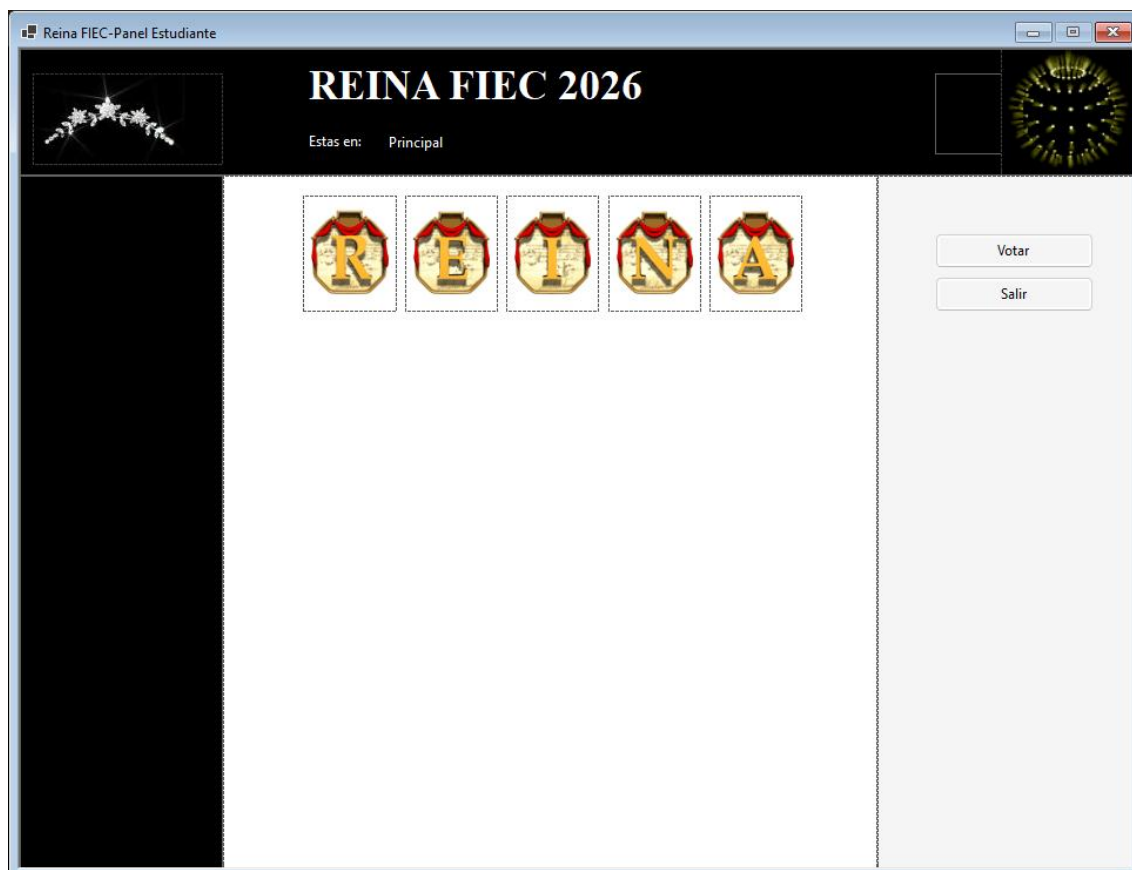 Reina FIEC-Panel Estudiante
REINA FIEC 2026
Estas en: Principal
R E I N A
Votar
Salir